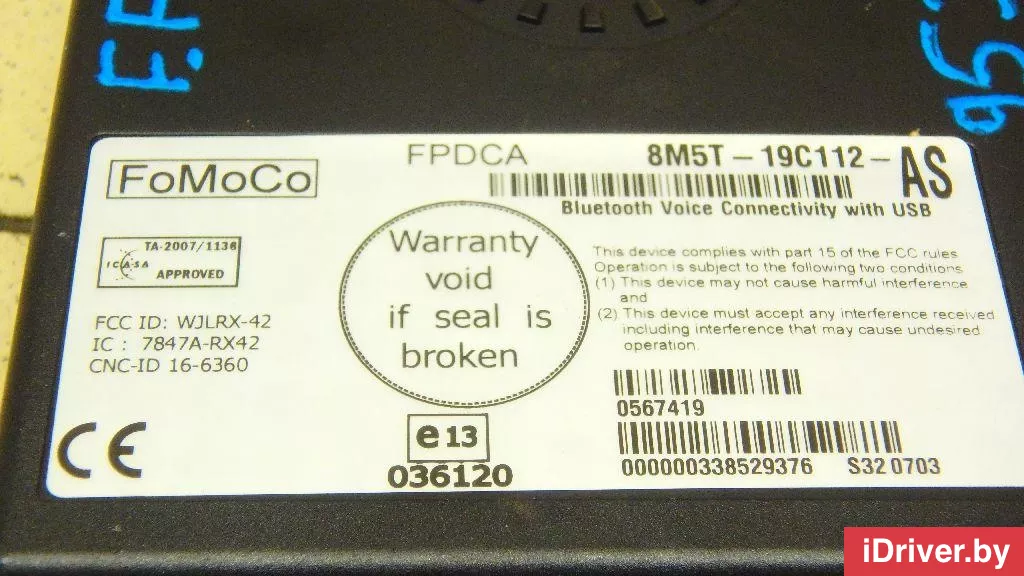 FoMoCo
FPDCA
8M5T-19C112-AS
Bluetooth Voice Connectivity with USB
TA-2007/1136
ICASA
APPROVED
FCC ID: WJLRX-42
IC : 7847A-RX42
CNC-ID 16-6360
Warranty
void
if seal is
broken
This device complies with part 15 of the FCC rules
Operation is subject to the following two conditions
(1) This device may not cause harmful interference
and
(2) This device must accept any interference received
including interference that may cause undesired
operation.
0567419
000000338529376 S32 0703
CE
e13
036120
iDriver.by